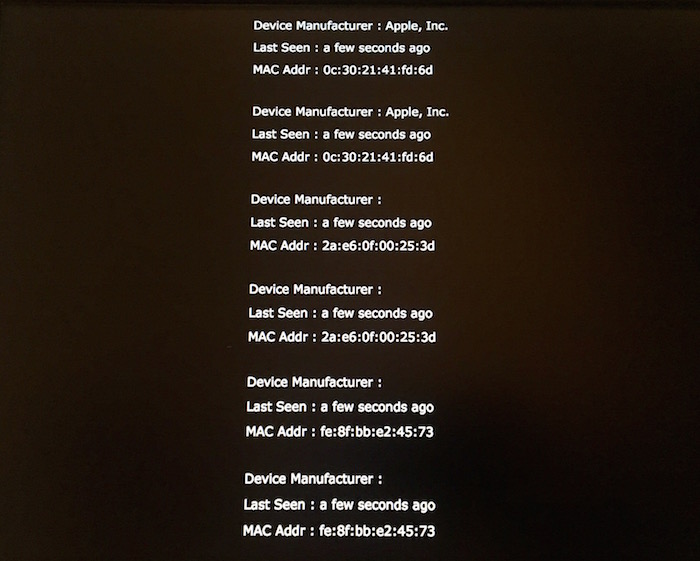 Device Manufacturer : Apple, Inc.
Last Seen : a few seconds ago
MAC Addr : 0c:30:21:41:fd:6d
Device Manufacturer : Apple, Inc.
Last Seen : a few seconds ago
MAC Addr : 0c:30:21:41:fd:6d
Device Manufacturer :
Last Seen : a few seconds ago
MAC Addr : 2a:e6:0f:00:25:3d
Device Manufacturer :
Last Seen : a few seconds ago
MAC Addr : 2a:e6:0f:00:25:3d
Device Manufacturer :
Last Seen : a few seconds ago
MAC Addr : fe:8f:bb:e2:45:73
Device Manufacturer :
Last Seen : a few seconds ago
MAC Addr : fe:8f:bb:e2:45:73